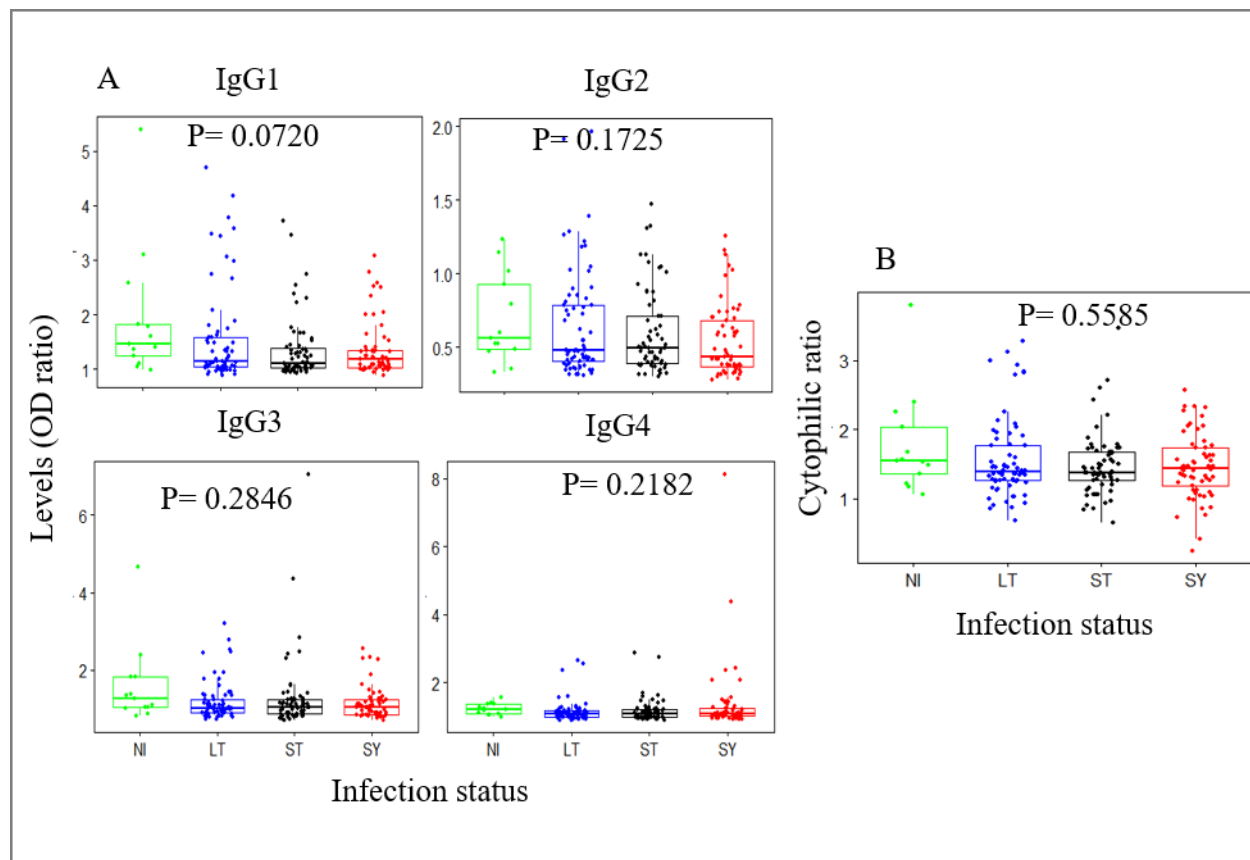 A
IgG1
IgG2
P= 0.0720
P= 0.1725
5
4
3
2
1
2.0
1.5
1.0
0.5
Levels (OD ratio)
IgG3
IgG4
P= 0.2846
P= 0.2182
6
4
2
8
6
4
2
NI LT ST SY
NI LT ST SY
Infection status
B
P= 0.5585
Cytophilic ratio
3
2
1
NI LT ST SY
Infection status